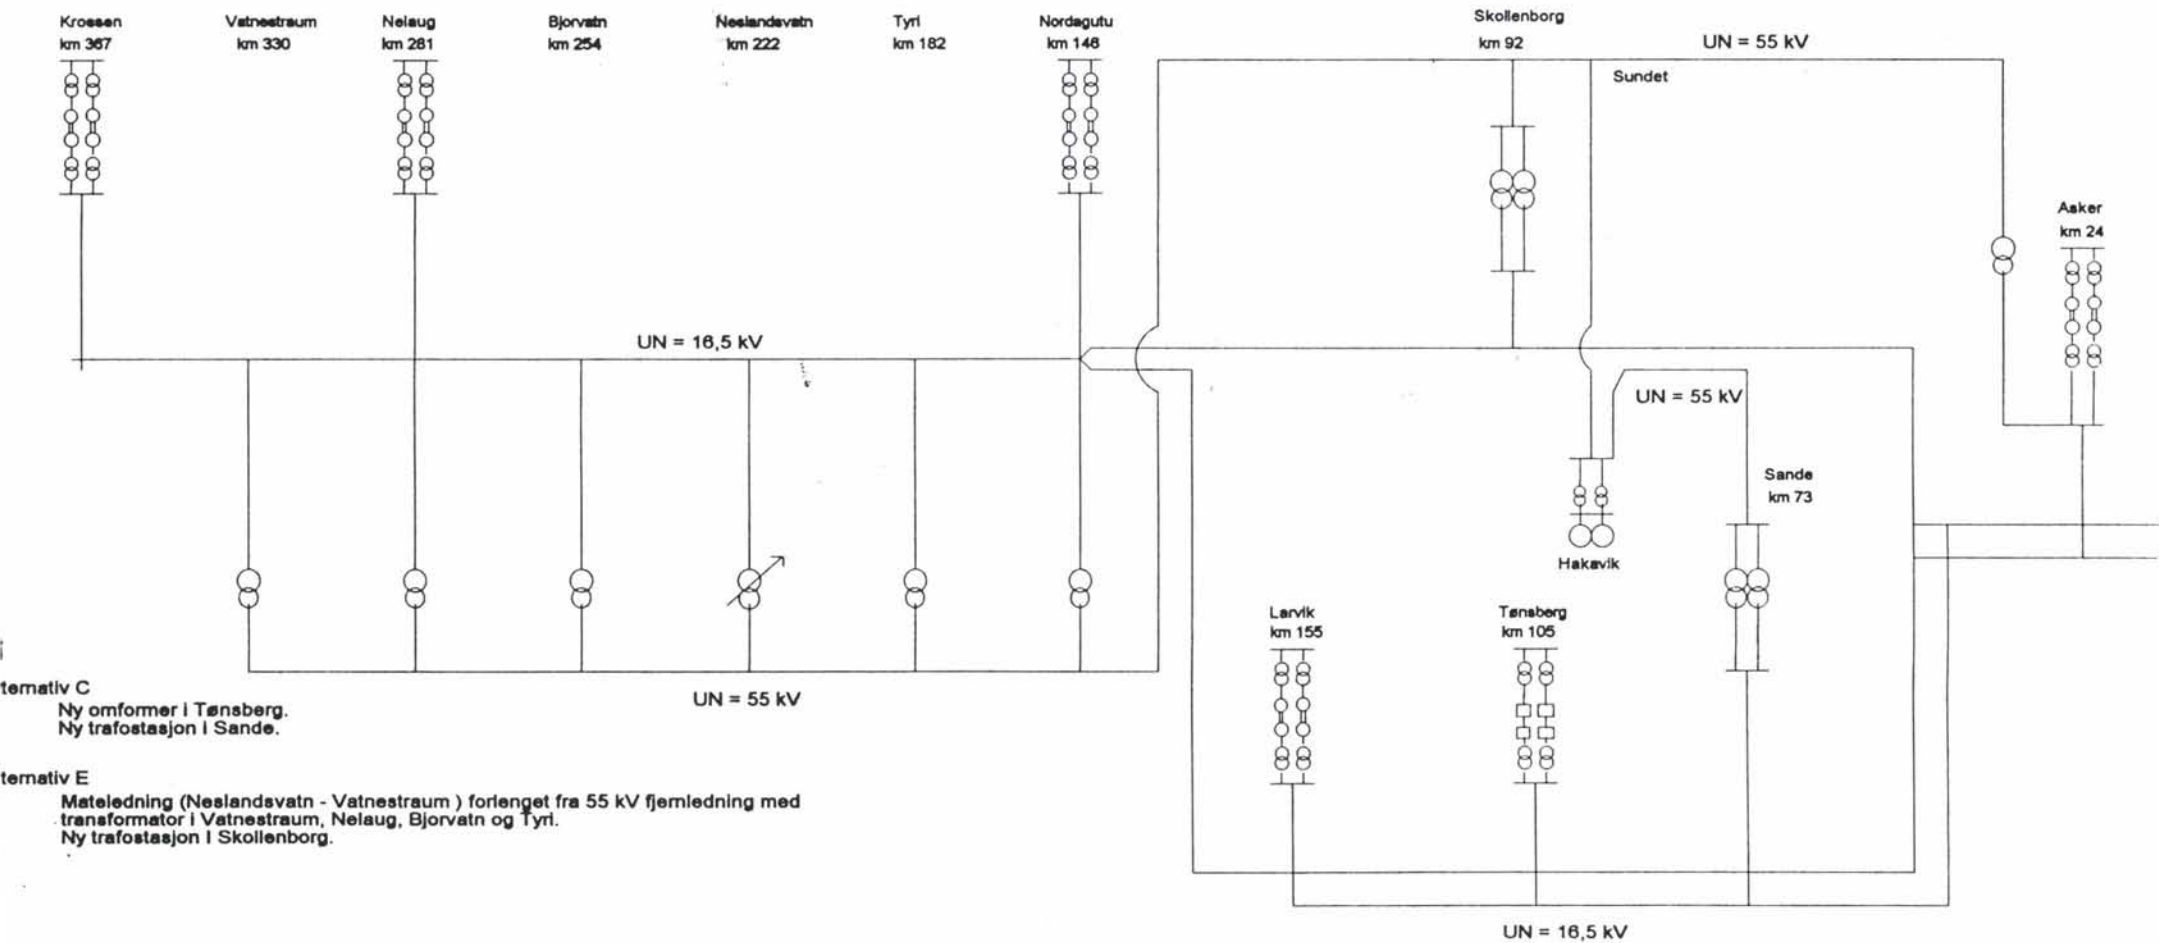 Krossen
km 367
Vatnestraum
km 330
Nelaug
km 281
Bjorvatn
km 254
Neslandsvatn
km 222
Tyri
km 182
Nordagutu
km 146
Skollenborg
km 92
UN = 55 kV
Sundet
Asker
km 24
UN = 16,5 kV
UN = 55 kV
Sande
km 73
Hakavik
Larvik
km 155
Tønsberg
km 105
UN = 55 kV
ternativ C
Ny omformer i Tønsberg.
Ny trafostasjon i Sande.
ternativ E
Mateledning (Neslandsvatn - Vatnestraum ) forlenget fra 55 kV fjernledning med
transformator i Vatnestraum, Nelaug, Bjorvatn og Tyri.
Ny trafostasjon i Skollenborg.
UN = 16,5 kV